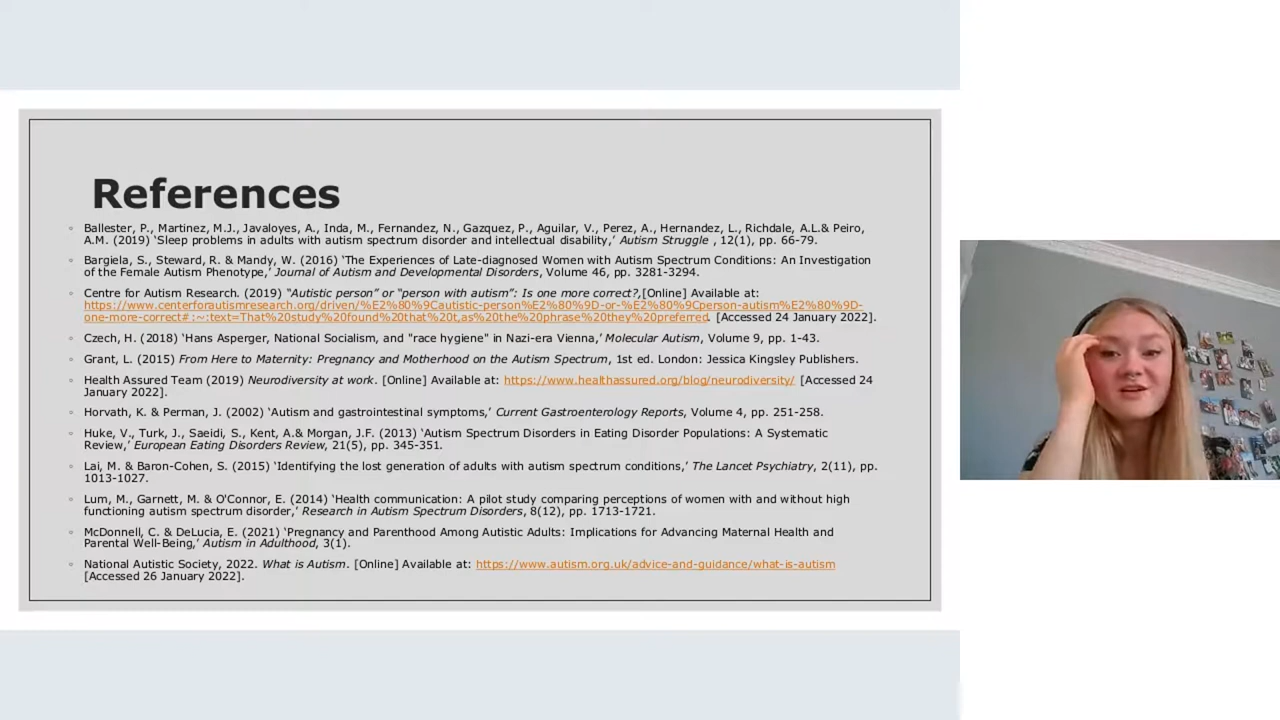 References
Ballester, P., Martinez, M.J., Javaloyes, A., Inda, M., Fernandez, N., Gazquez, P., Aguilar, V., Perez, A., Hernandez, L., Richdale, A.L.& Peiro,
A.M. (2019) ‘Sleep problems in adults with autism spectrum disorder and intellectual disability,’ Autism Struggle , 12(1), pp. 66-79.
Bargiela, S., Steward, R. & Mandy, W. (2016) ‘The Experiences of Late-diagnosed Women with Autism Spectrum Conditions: An Investigation
of the Female Autism Phenotype,’ Journal of Autism and Developmental Disorders, Volume 46, pp. 3281-3294.
Centre for Autism Research. (2019) “Autistic person” or “person with autism”: Is one more correct?,[Online] Available at:
https://www.centerforautismresearch.org/driven/%E2%80%9Cautistic-person%E2%80%9D-or-%E2%80%9Cperson-autism%E2%80%9D-
one-more-correct#:~:text=That%20study%20found%20that%20t,as%20the%20phrase%20they%20preferred. [Accessed 24 January 2022].
Czech, H. (2018) ‘Hans Asperger, National Socialism, and "race hygiene" in Nazi-era Vienna,’ Molecular Autism, Volume 9, pp. 1-43.
Grant, L. (2015) From Here to Maternity: Pregnancy and Motherhood on the Autism Spectrum, 1st ed. London: Jessica Kingsley Publishers.
Health Assured Team (2019) Neurodiversity at work. [Online] Available at: https://www.healthassured.org/blog/neurodiversity/ [Accessed 24
January 2022].
Horvath, K. & Perman, J. (2002) ‘Autism and gastrointestinal symptoms,’ Current Gastroenterology Reports, Volume 4, pp. 251-258.
Huke, V., Turk, J., Saeidi, S., Kent, A.& Morgan, J.F. (2013) ‘Autism Spectrum Disorders in Eating Disorder Populations: A Systematic
Review,’ European Eating Disorders Review, 21(5), pp. 345-351.
Lai, M. & Baron-Cohen, S. (2015) ‘Identifying the lost generation of adults with autism spectrum conditions,’ The Lancet Psychiatry, 2(11), pp.
1013-1027.
Lum, M., Garnett, M. & O'Connor, E. (2014) ‘Health communication: A pilot study comparing perceptions of women with and without high
functioning autism spectrum disorder,’ Research in Autism Spectrum Disorders, 8(12), pp. 1713-1721.
McDonnell, C. & DeLucia, E. (2021) ‘Pregnancy and Parenthood Among Autistic Adults: Implications for Advancing Maternal Health and
Parental Well-Being,’ Autism in Adulthood, 3(1).
National Autistic Society, 2022. What is Autism. [Online] Available at: https://www.autism.org.uk/advice-and-guidance/what-is-autism
[Accessed 26 January 2022].